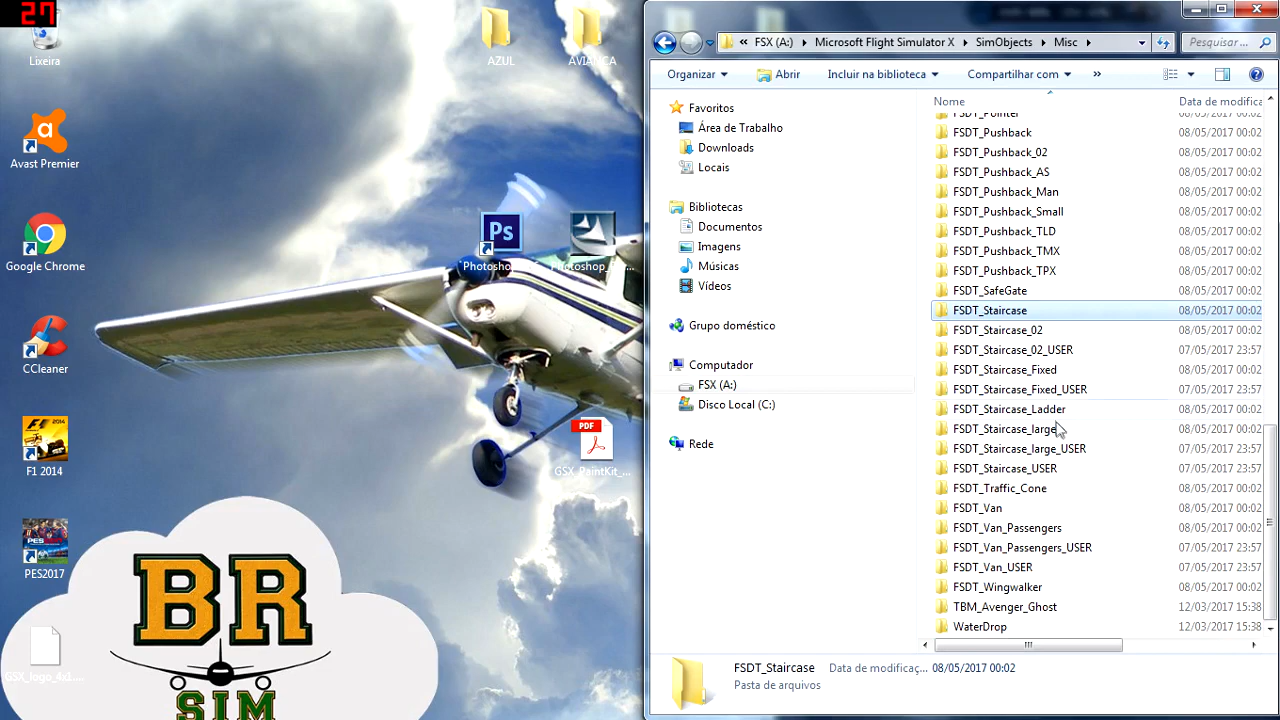 27
Lixeira
AZUL
AVIANCA
Avast Premier
Google Chrome
CCleaner
F1 2014
PES2017
GSX_logo_4x1....
Ps
PDF
GSX_PaintKit_...
BR
SIM
« FSX (A:) Microsoft Flight Simulator X SimObjects Misc
Pesquisar ...
Organizar Abrir Incluir na biblioteca Compartilhar com »
Favoritos
Área de Trabalho
Downloads
Locais
Bibliotecas
Documentos
Imagens
Músicas
Vídeos
Grupo doméstico
Computador
FSX (A:)
Disco Local (C:)
Rede
Nome Data de modifica
FSDT_Pointer 08/05/2017 00:02
FSDT_Pushback 08/05/2017 00:02
FSDT_Pushback_02 08/05/2017 00:02
FSDT_Pushback_AS 08/05/2017 00:02
FSDT_Pushback_Man 08/05/2017 00:02
FSDT_Pushback_Small 08/05/2017 00:02
FSDT_Pushback_TLD 08/05/2017 00:02
FSDT_Pushback_TMX 08/05/2017 00:02
FSDT_Pushback_TPX 08/05/2017 00:02
FSDT_SafeGate 08/05/2017 00:02
FSDT_Staircase 08/05/2017 00:02
FSDT_Staircase_02 08/05/2017 00:02
FSDT_Staircase_02_USER 07/05/2017 23:57
FSDT_Staircase_Fixed 08/05/2017 00:02
FSDT_Staircase_Fixed_USER 07/05/2017 23:57
FSDT_Staircase_Ladder 08/05/2017 00:02
FSDT_Staircase_large 08/05/2017 00:02
FSDT_Staircase_large_USER 07/05/2017 23:57
FSDT_Staircase_USER 07/05/2017 23:57
FSDT_Traffic_Cone 08/05/2017 00:02
FSDT_Van 08/05/2017 00:02
FSDT_Van_Passengers 08/05/2017 00:02
FSDT_Van_Passengers_USER 07/05/2017 23:57
FSDT_Van_USER 07/05/2017 23:57
FSDT_Wingwalker 08/05/2017 00:02
TBM_Avenger_Ghost 12/03/2017 15:38
WaterDrop 12/03/2017 15:38
FSDT_Staircase Data de modificaç... 08/05/2017 00:02
Pasta de arquivos